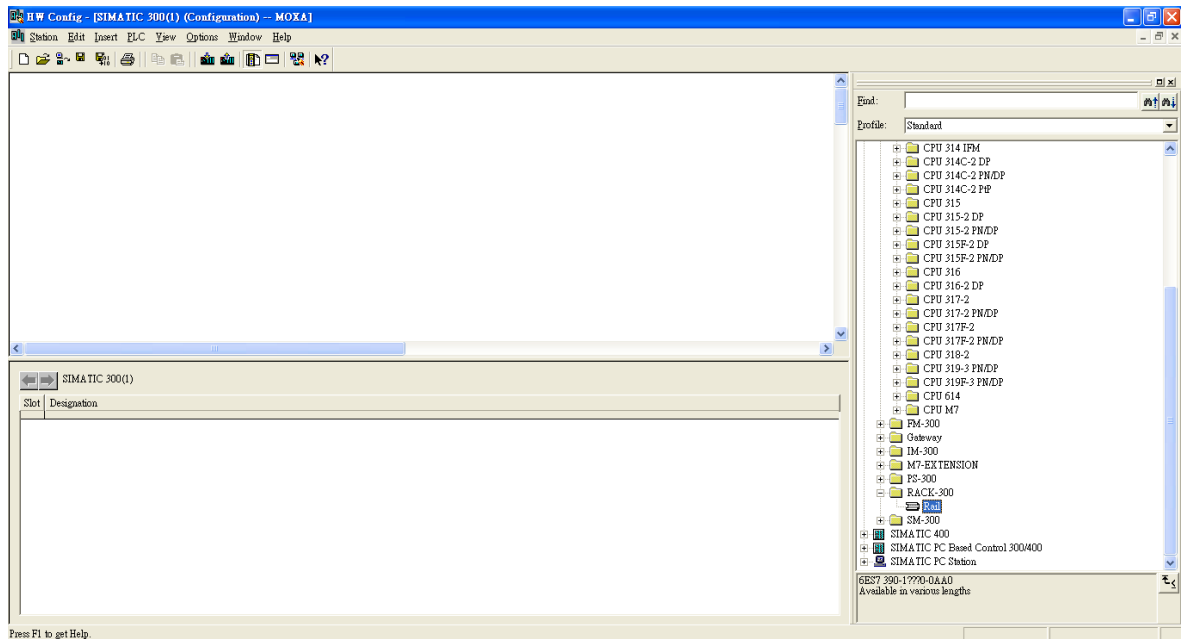 HW Config - [SIMATIC 300(1) (Configuration) -- MOXA]
Station Edit Insert PLC View Options Window Help
Find:
Profile: Standard
CPU 314 IFM
CPU 314C-2 DP
CPU 314C-2 PN/DP
CPU 314C-2 PtP
CPU 315
CPU 315-2 DP
CPU 315-2 PN/DP
CPU 315F-2 DP
CPU 315F-2 PN/DP
CPU 316
CPU 316-2 DP
CPU 317-2
CPU 317-2 PN/DP
CPU 317F-2
CPU 317F-2 PN/DP
CPU 318-2
CPU 319-3 PN/DP
CPU 319F-3 PN/DP
CPU 614
CPU M7
FM-300
Gateway
IM-300
M7-EXTENSION
PS-300
RACK-300
Rail
SM-300
SIMATIC 400
SIMATIC PC Based Control 300/400
SIMATIC PC Station
6ES7 390-1???0-0AA0
Available in various lengths
SIMATIC 300(1)
Slot Designation
Press F1 to get Help.